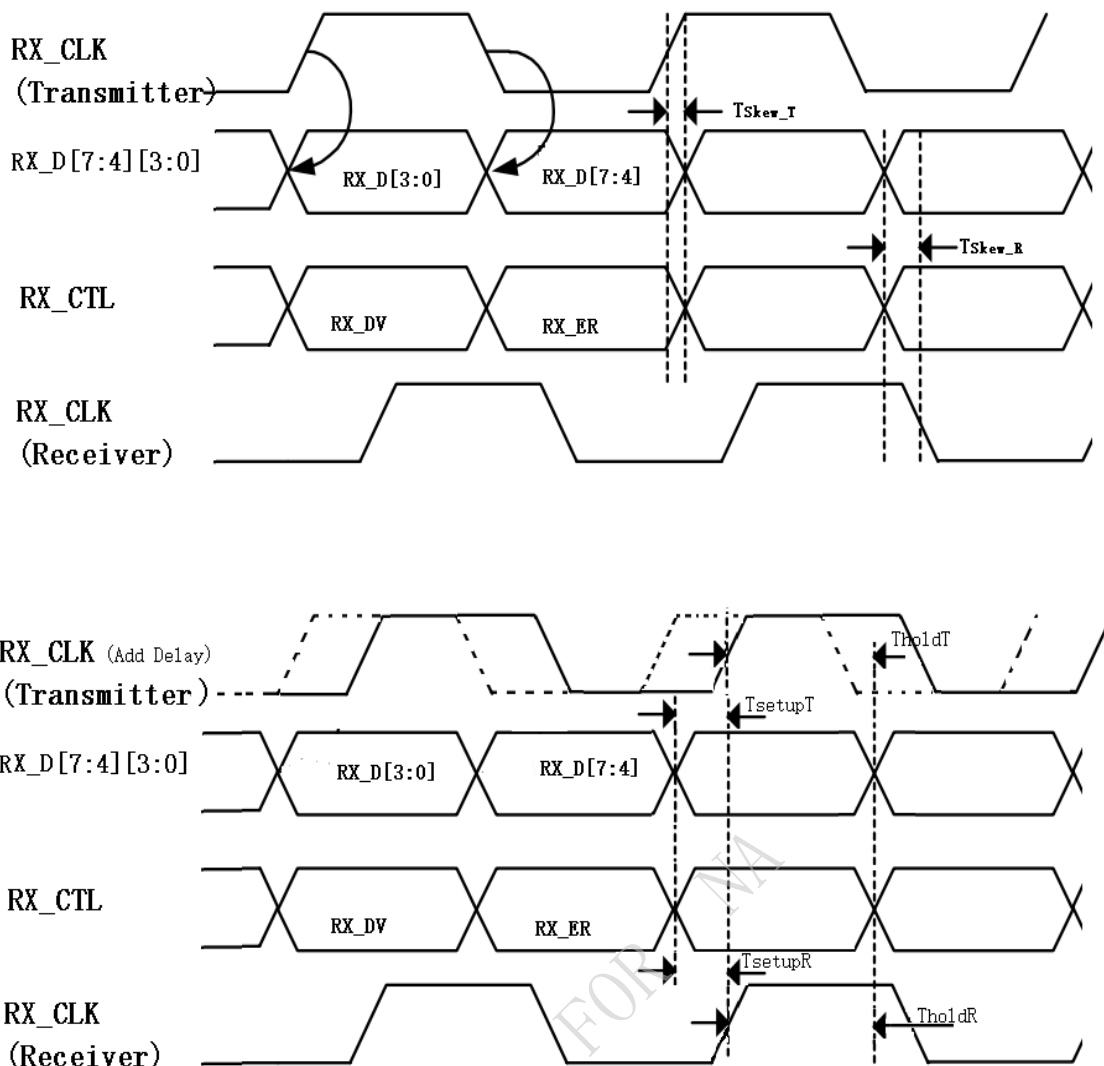 RX_CLK
(Transmitter)
TSkew_T
RX_D[7:4][3:0]
RX_D[3:0]
RX_D[7:4]
TSkew_R
RX_CTL
RX_DV
RX_ER
RX_CLK
(Receiver)
RX_CLK (Add Delay)
(Transmitter)
TholdT
TsetupT
RX_D[7:4][3:0]
RX_D[3:0]
RX_D[7:4]
RX_CTL
RX_DV
RX_ER
TsetupR
RX_CLK
(Receiver)
TholdR
FOR NA